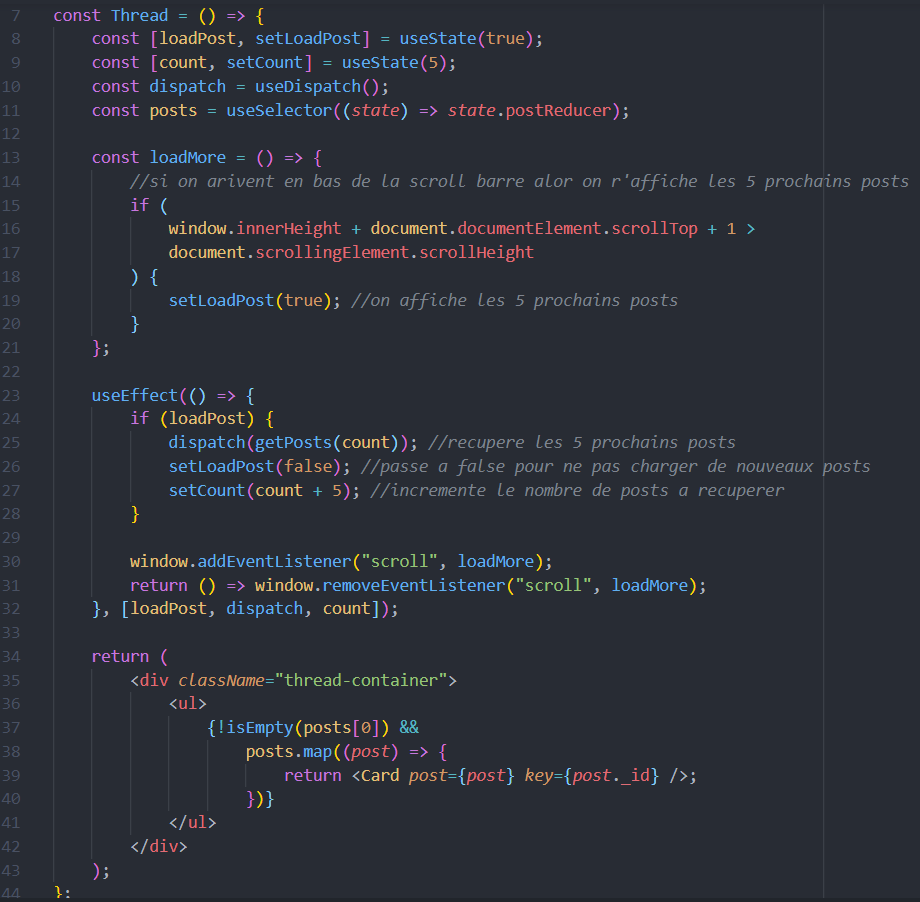 7 const Thread = () => {
8 const [loadPost, setLoadPost] = useState(true);
9 const [count, setCount] = useState(5);
10 const dispatch = useDispatch();
11 const posts = useSelector((state) => state.postReducer);
12
13 const loadMore = () => {
14 //si on arivent en bas de la scroll barre alor on r'affiche les 5 prochains posts
15 if (
16 window.innerHeight + document.documentElement.scrollTop + 1 >
17 document.scrollingElement.scrollHeight
18 ) {
19 setLoadPost(true); //on affiche les 5 prochains posts
20 }
21 };
22
23 useEffect(() => {
24 if (loadPost) {
25 dispatch(getPosts(count)); //recupere les 5 prochains posts
26 setLoadPost(false); //passe a false pour ne pas charger de nouveaux posts
27 setCount(count + 5); //incremente le nombre de posts a recuperer
28 }
29
30 window.addEventListener("scroll", loadMore);
31 return () => window.removeEventListener("scroll", loadMore);
32 }, [loadPost, dispatch, count]);
33
34 return (
35 <div className="thread-container">
36 <ul>
37 {!isEmpty(posts[0]) &&
38 posts.map((post) => {
39 return <Card post={post} key={post._id} />;
40 })}
41 </ul>
42 </div>
43 );
44 };